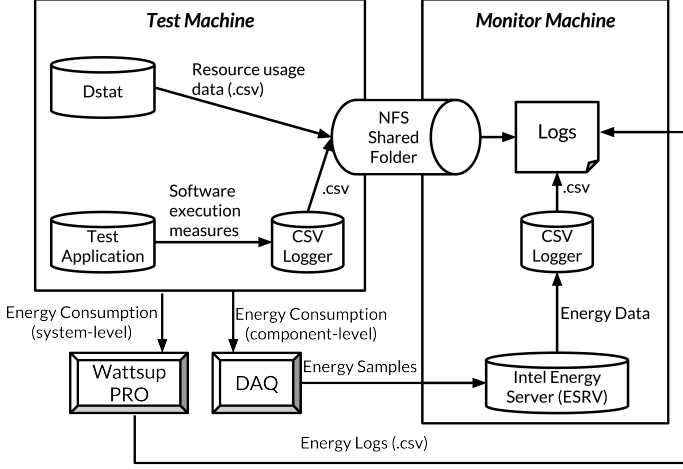 Test Machine
Monitor Machine
Dstat
Resource usage
data (.csv)
NFS
Shared
Folder
Logs
.csv
.csv
Software
execution
measures
Test
Application
CSV
Logger
CSV
Logger
Energy Consumption
(system-level)
Energy Consumption
(component-level)
Energy Data
Wattsup
PRO
DAQ
Energy Samples
Intel Energy
Server (ESRV)
Energy Logs (.csv)